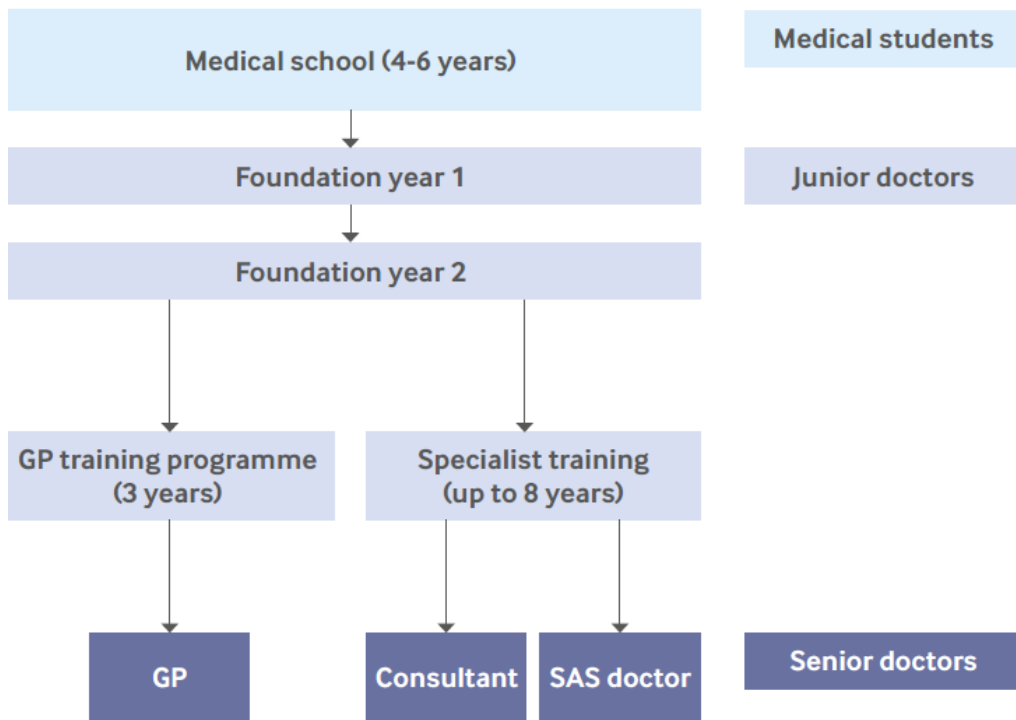 Medical school (4-6 years)
Medical students
Foundation year 1
Junior doctors
Foundation year 2
GP training programme
(3 years)
Specialist training
(up to 8 years)
GP
Consultant
SAS doctor
Senior doctors